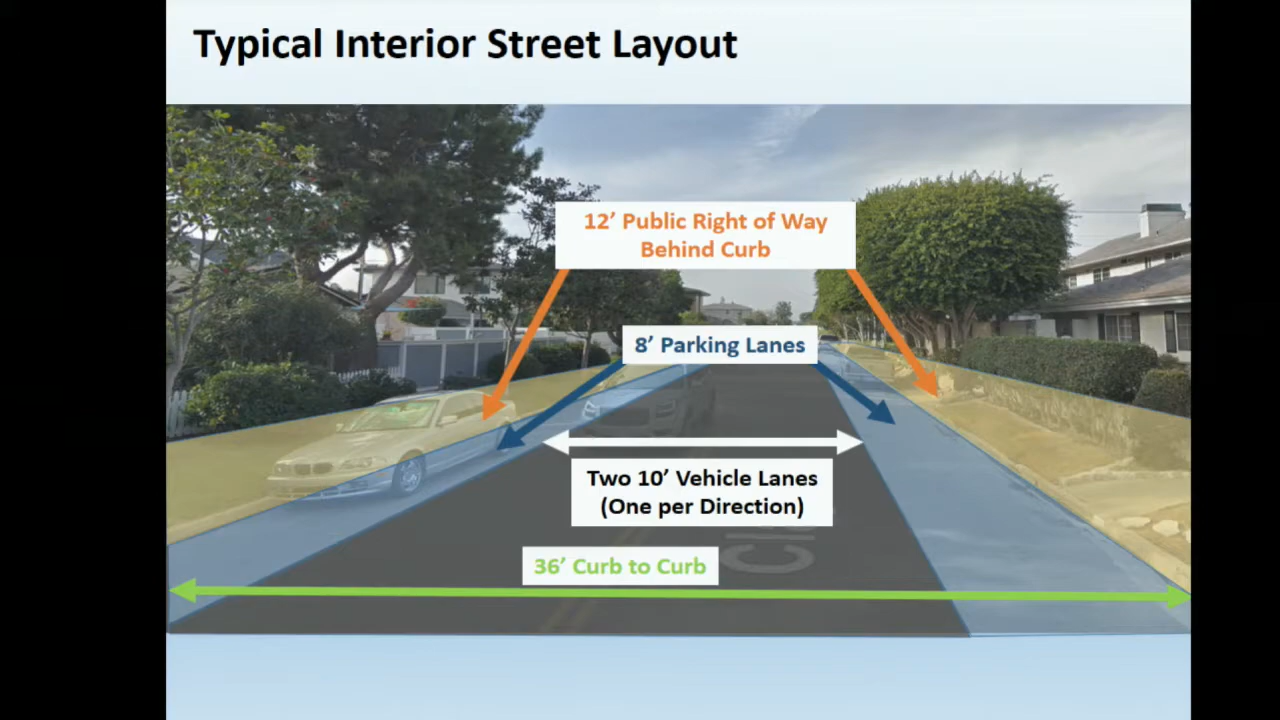 Typical Interior Street Layout
12’ Public Right of Way
Behind Curb
8’ Parking Lanes
Two 10’ Vehicle Lanes
(One per Direction)
36’ Curb to Curb